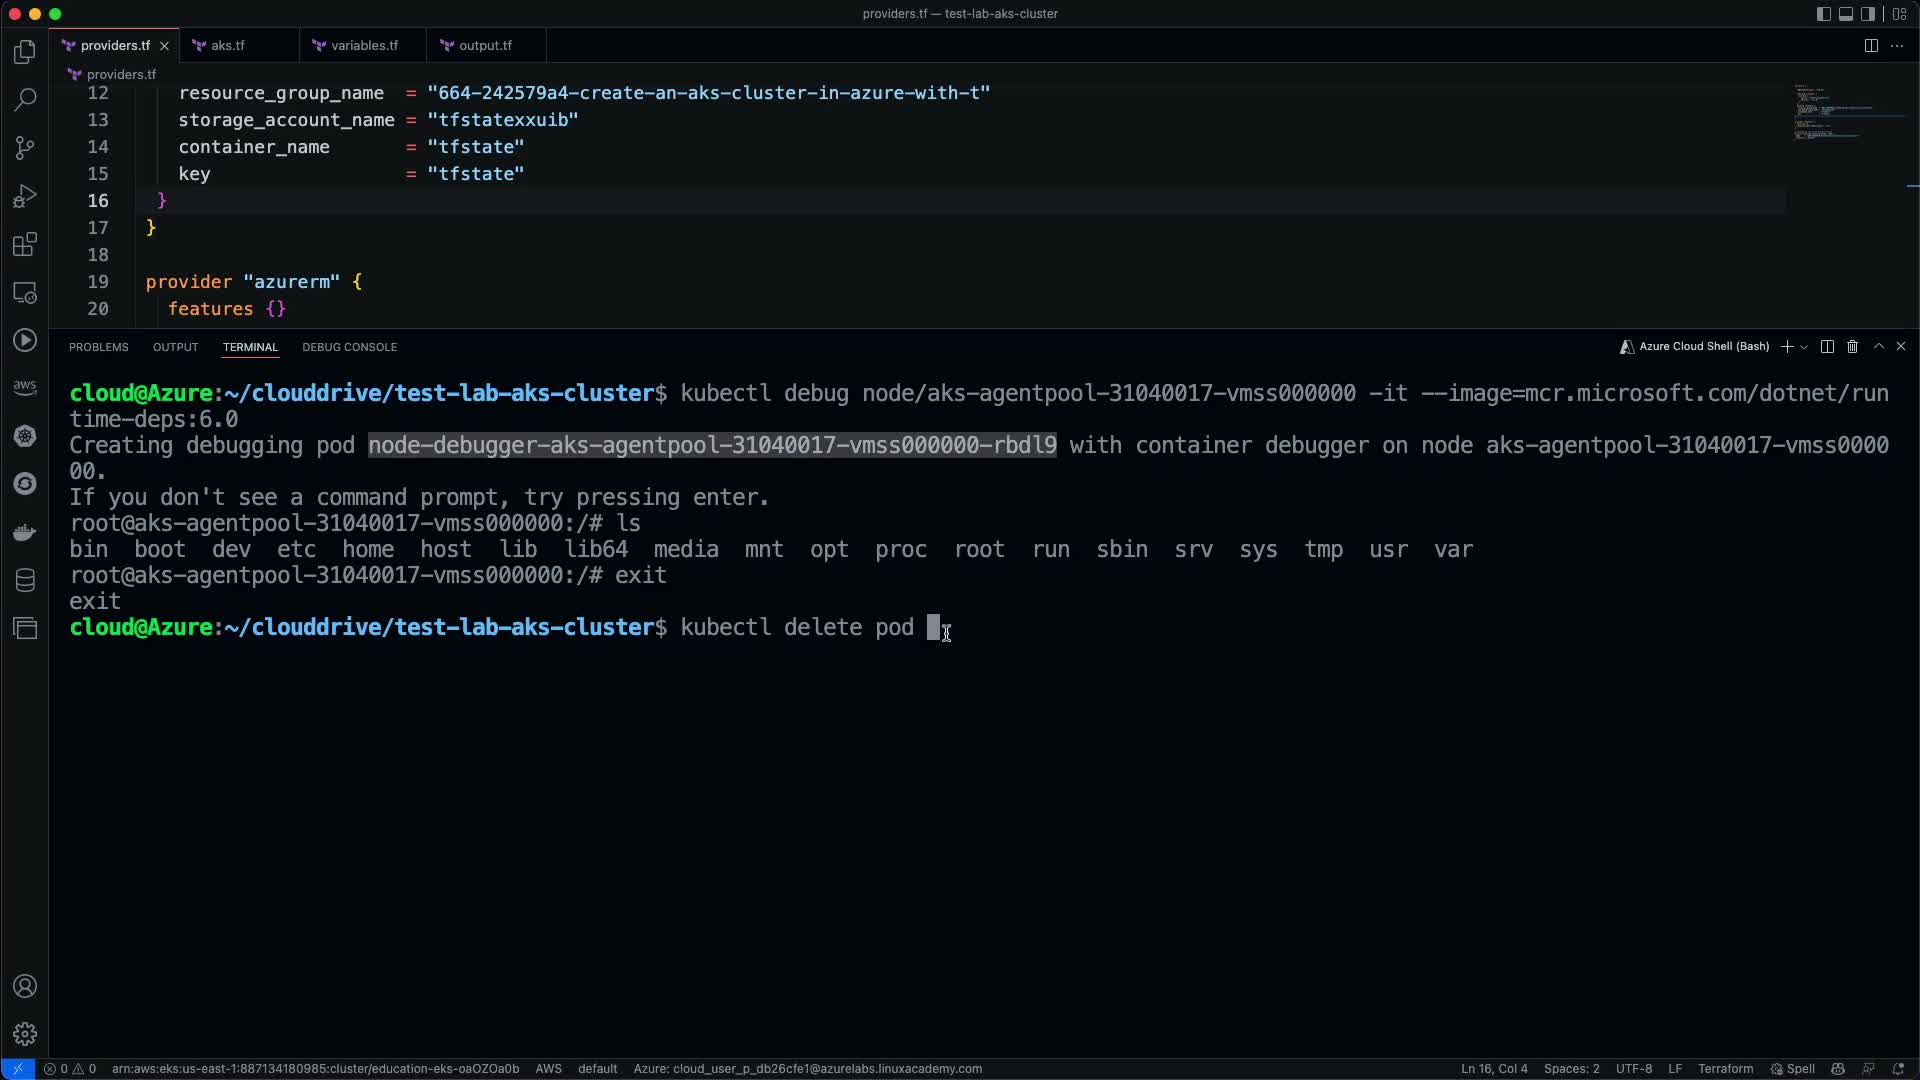 providers.tf — test-lab-aks-cluster
providers.tf
aks.tf
variables.tf
output.tf
providers.tf
12 resource_group_name = "664-242579a4-create-an-aks-cluster-in-azure-with-t"
13 storage_account_name = "tfstatexxuib"
14 container_name = "tfstate"
15 key = "tfstate"
16 }
17 }
18
19 provider "azurerm" {
20 features {}
PROBLEMS OUTPUT TERMINAL DEBUG CONSOLE
Azure Cloud Shell (Bash)
cloud@Azure:~/clouddrive/test-lab-aks-cluster$ kubectl debug node/aks-agentpool-31040017-vmss000000 -it --image=mcr.microsoft.com/dotnet/run
time-deps:6.0
Creating debugging pod node-debugger-aks-agentpool-31040017-vmss000000-rbdl9 with container debugger on node aks-agentpool-31040017-vmss0000
00.
If you don't see a command prompt, try pressing enter.
root@aks-agentpool-31040017-vmss000000:/# ls
bin boot dev etc home host lib lib64 media mnt opt proc root run sbin srv sys tmp usr var
root@aks-agentpool-31040017-vmss000000:/# exit
exit
cloud@Azure:~/clouddrive/test-lab-aks-cluster$ kubectl delete pod
aws
0 0 arn:aws:eks:us-east-1:887134180985:cluster/education-eks-oaOZOa0b AWS default Azure: cloud_user_p_db26cfe1@azurelabs.linuxacademy.com Ln 16, Col 4 Spaces: 2 UTF-8 LF Terraform Spell